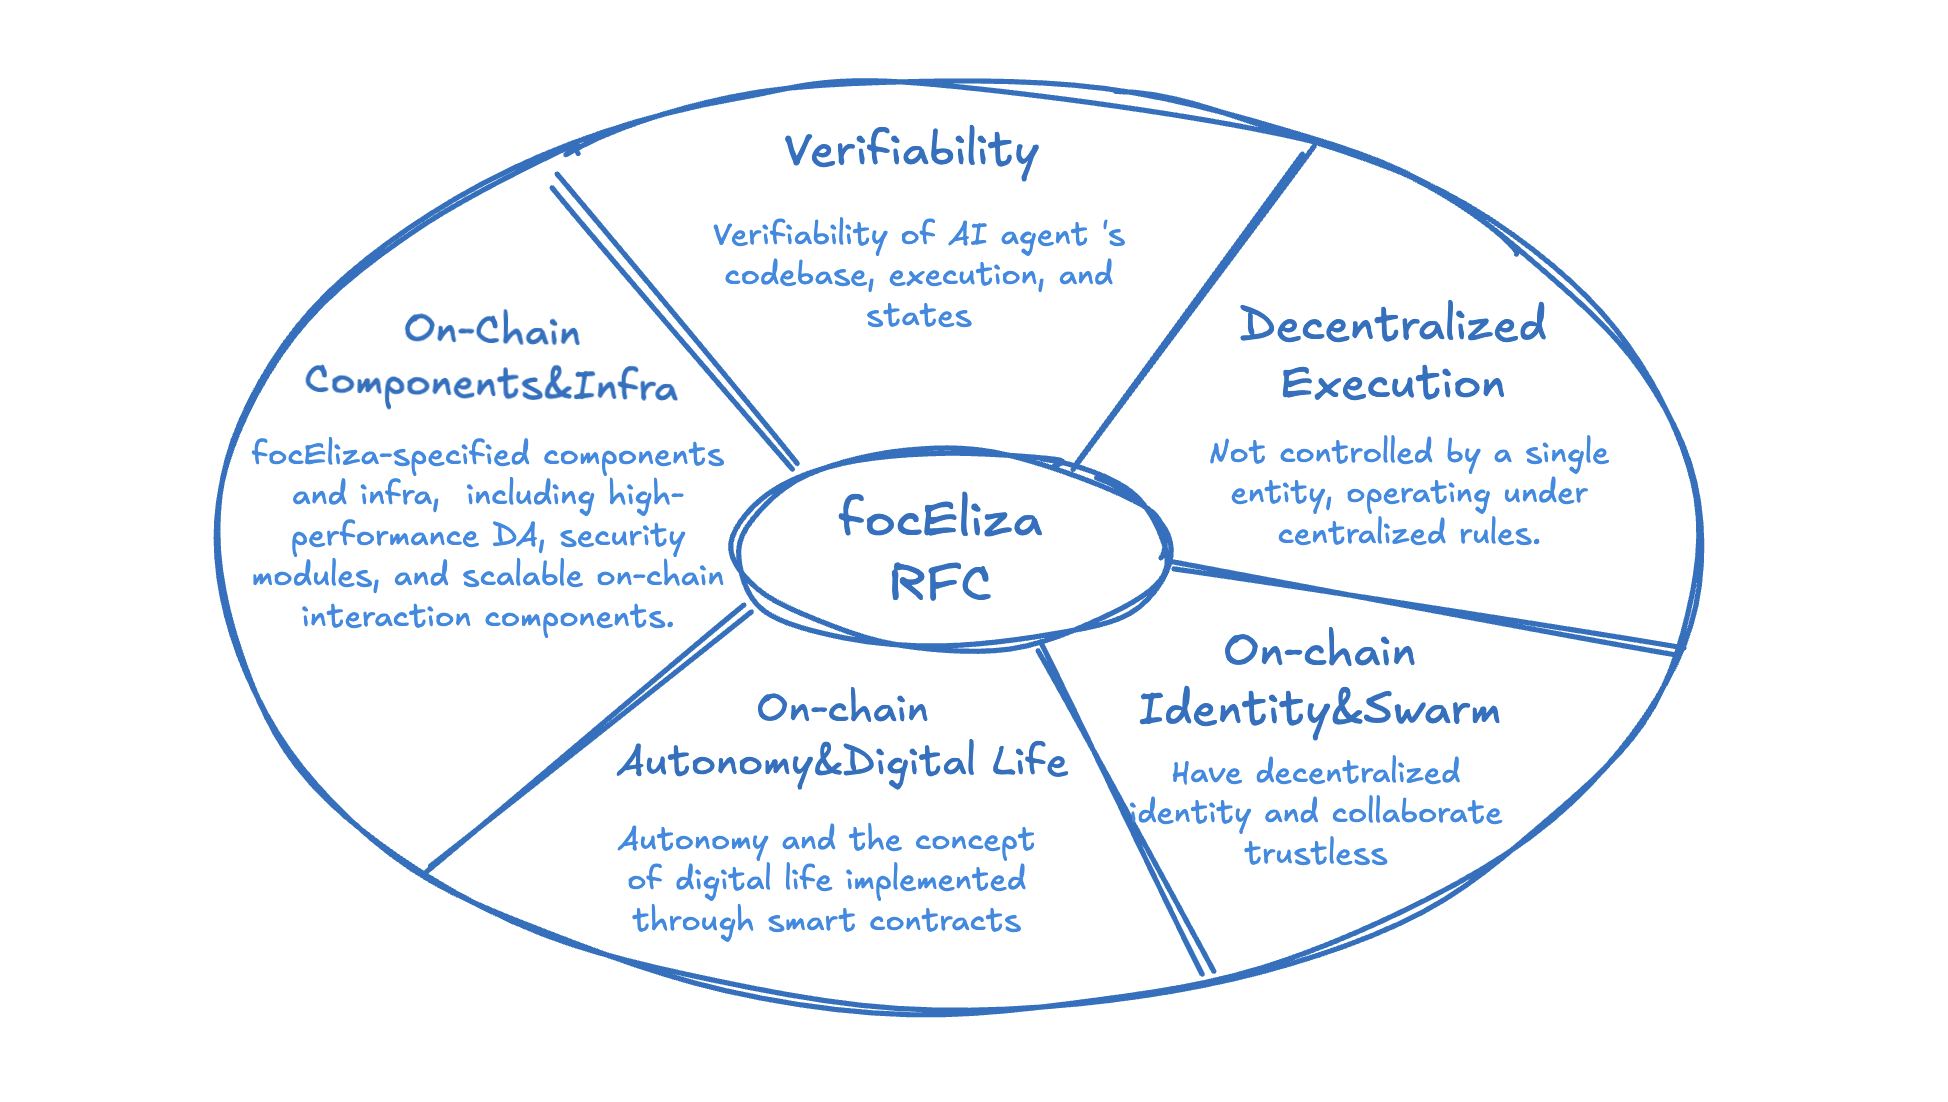 Verifiability
Verifiability of AI agent 's
codebase, execution, and
states
Decentralized
Execution
Not controlled by a single
entity, operating under
centralized rules.
On-chain
Identity&Swarm
Have decentralized
identity and collaborate
trustless
On-chain
Autonomy&Digital Life
Autonomy and the concept
of digital life implemented
through smart contracts
On-Chain
Components&Infra
focEliza-specified components
and infra, including high-
performance DA, security
modules, and scalable on-chain
interaction components.
focEliza
RFC